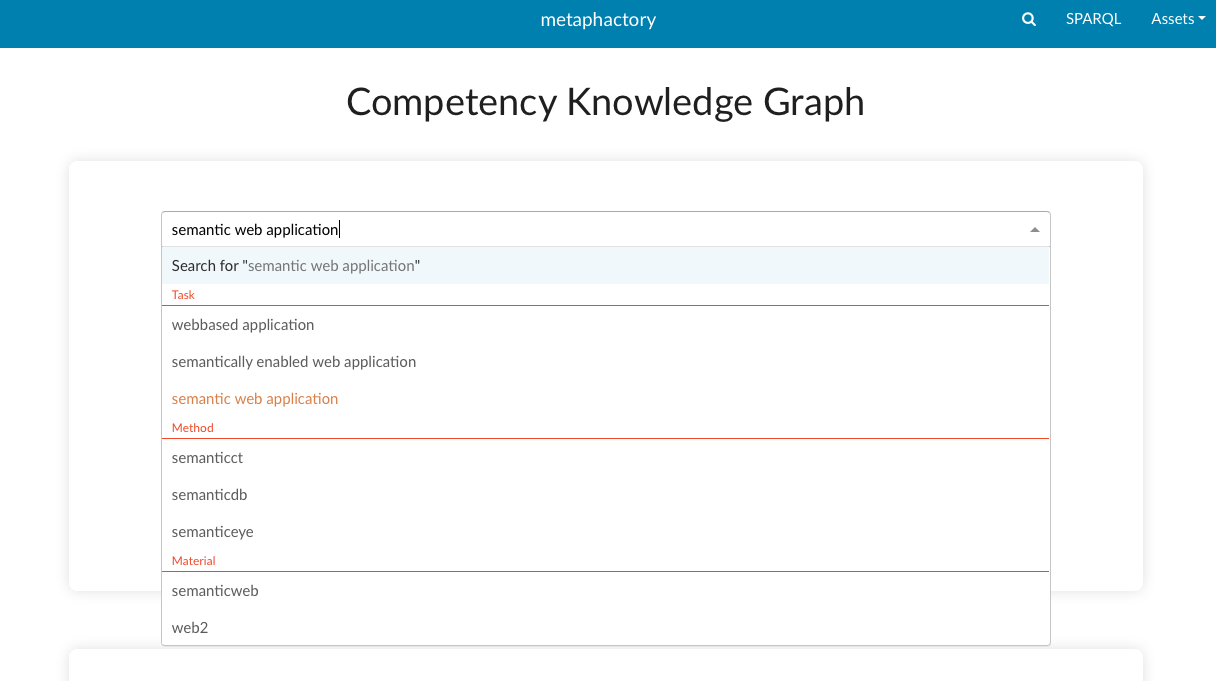 metaphactory
SPARQL
Assets
Competency Knowledge Graph
semantic web application
Search for "semantic web application"
Task
webbased application
semantically enabled web application
semantic web application
Method
semanticct
semanticdb
semanticeye
Material
semanticweb
web2